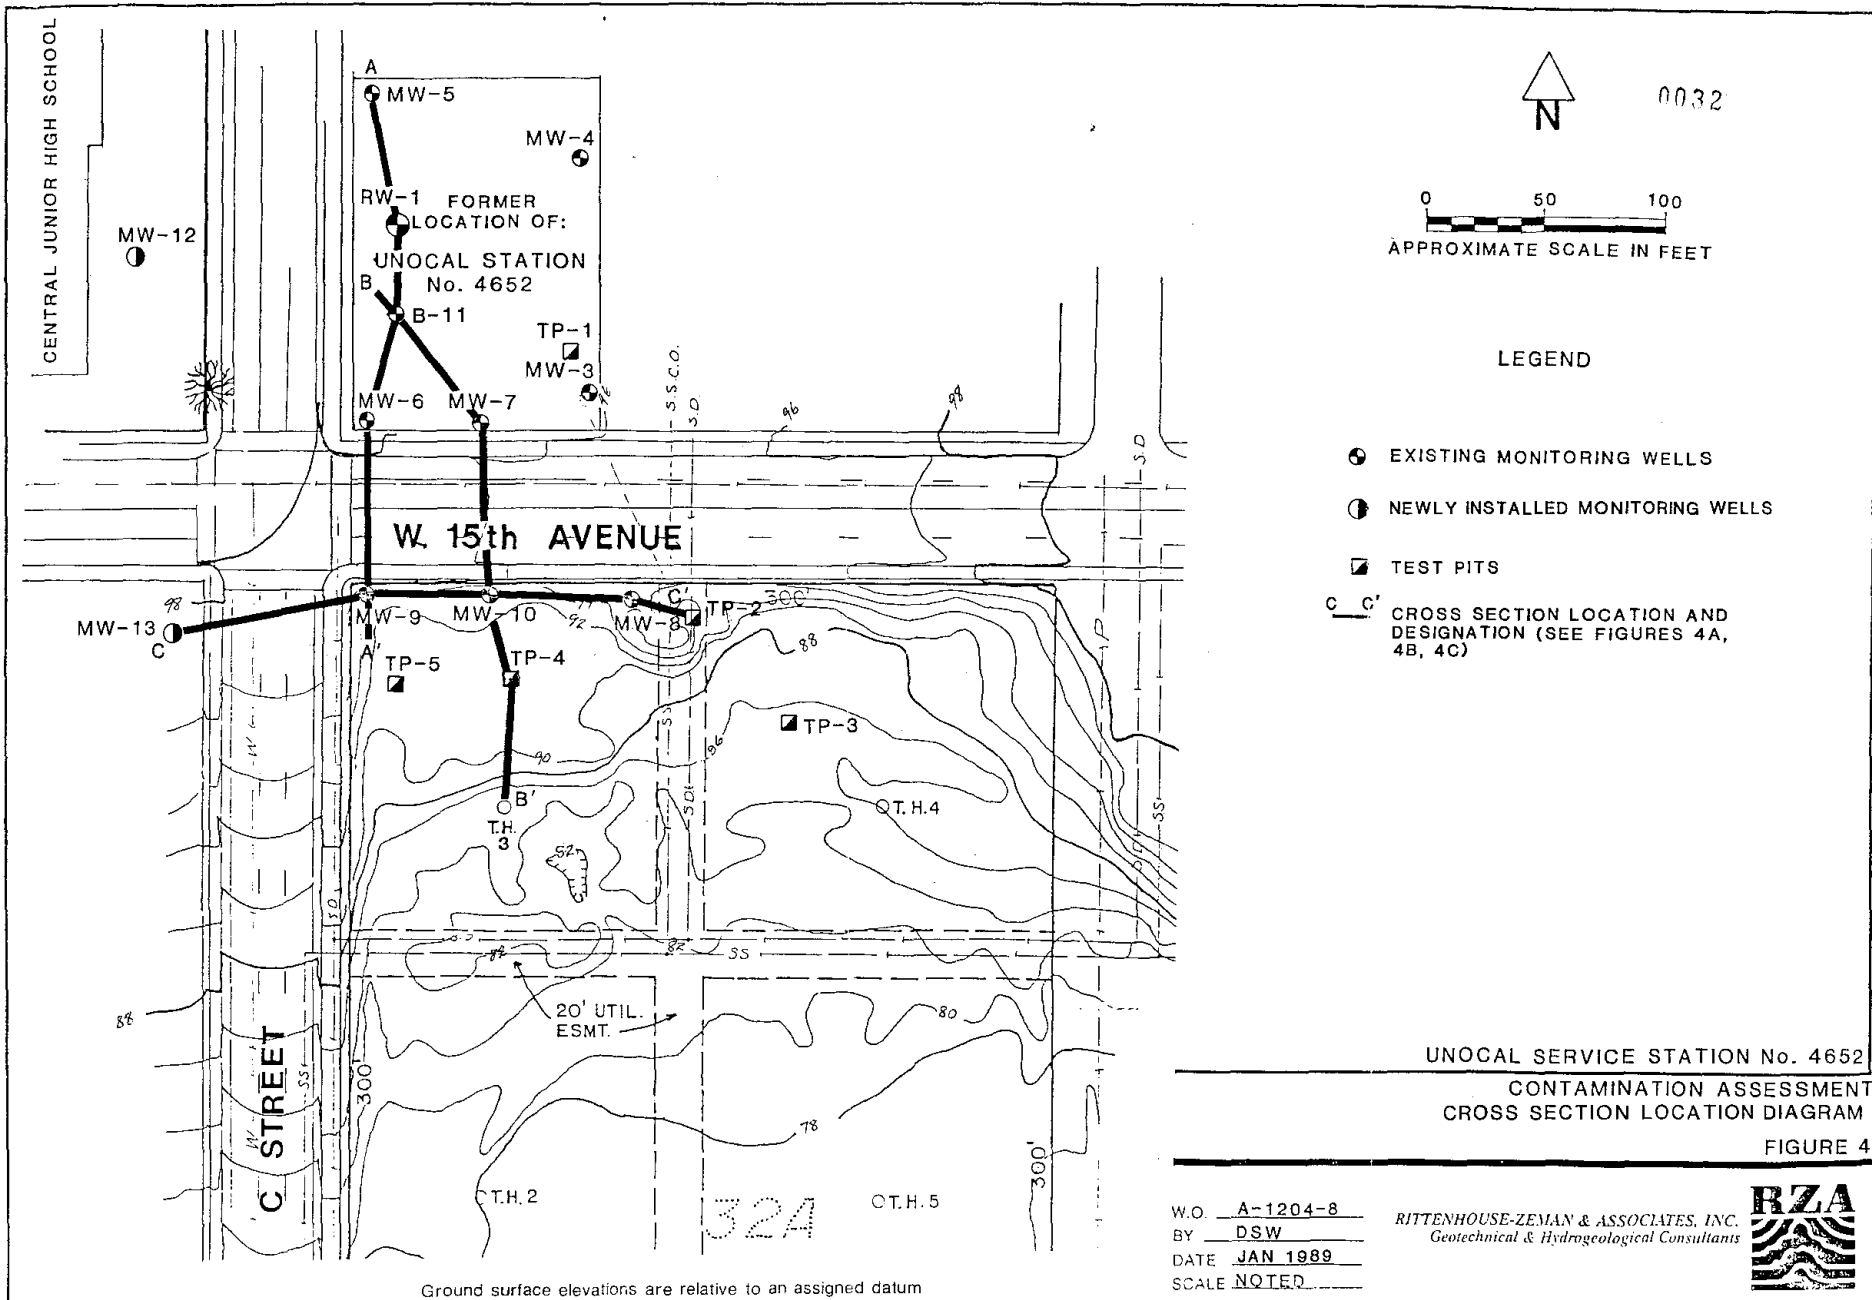 CENTRAL JUNIOR HIGH SCHOOL
A
MW-5
MW-4
RW-1
FORMER
LOCATION OF:
UNOCAL STATION
No. 4652
MW-12
B
B-11
TP-1
MW-3
MW-6
MW-7
S.S.C.O.
S.D.
96
98
S.D
W. 15th AVENUE
98
MW-13
C
MW-9
A'
MW-10
92
MW-8
C'
TP-2
300'
88
TP-5
TP-4
TP-3
SS
W
90
96
SD
B'
T.H.
3
T.H.4
SS
SD
82
SS
88
20' UTIL.
ESMT.
80
C STREET
W
SS
300'
78
300'
T.H.2
32A
T.H.5
Ground surface elevations are relative to an assigned datum
N
0032
0 50 100
APPROXIMATE SCALE IN FEET
LEGEND
EXISTING MONITORING WELLS
NEWLY INSTALLED MONITORING WELLS
TEST PITS
C C'
CROSS SECTION LOCATION AND
DESIGNATION (SEE FIGURES 4A,
4B, 4C)
UNOCAL SERVICE STATION No. 4652
CONTAMINATION ASSESSMENT
CROSS SECTION LOCATION DIAGRAM
FIGURE 4
W.O. A-1204-8
BY DSW
DATE JAN 1989
SCALE NOTED
RITTENHOUSE-ZEMAN & ASSOCIATES, INC.
Geotechnical & Hydrogeological Consultants
RZA